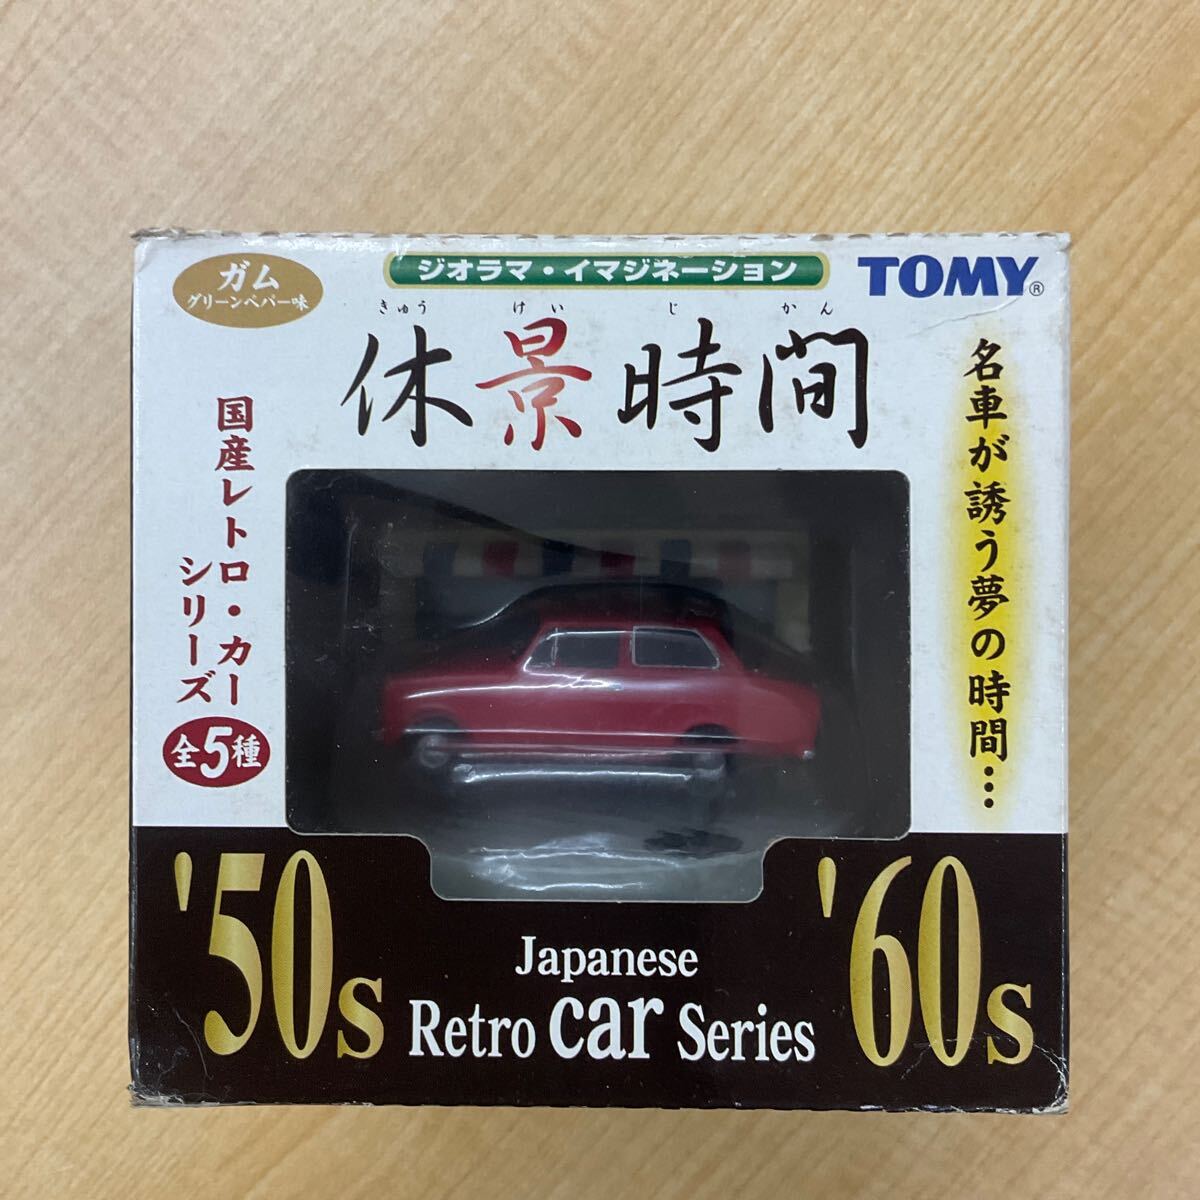 ガム
グリーンペパー味
ジオラマ・イマジネーション
TOMY®
きゅう けい じ かん
休景時間
名車が誘う夢の時間…
国産レトロ・カー
シリーズ
全5種
'50s
'60s
Japanese
Retro car Series